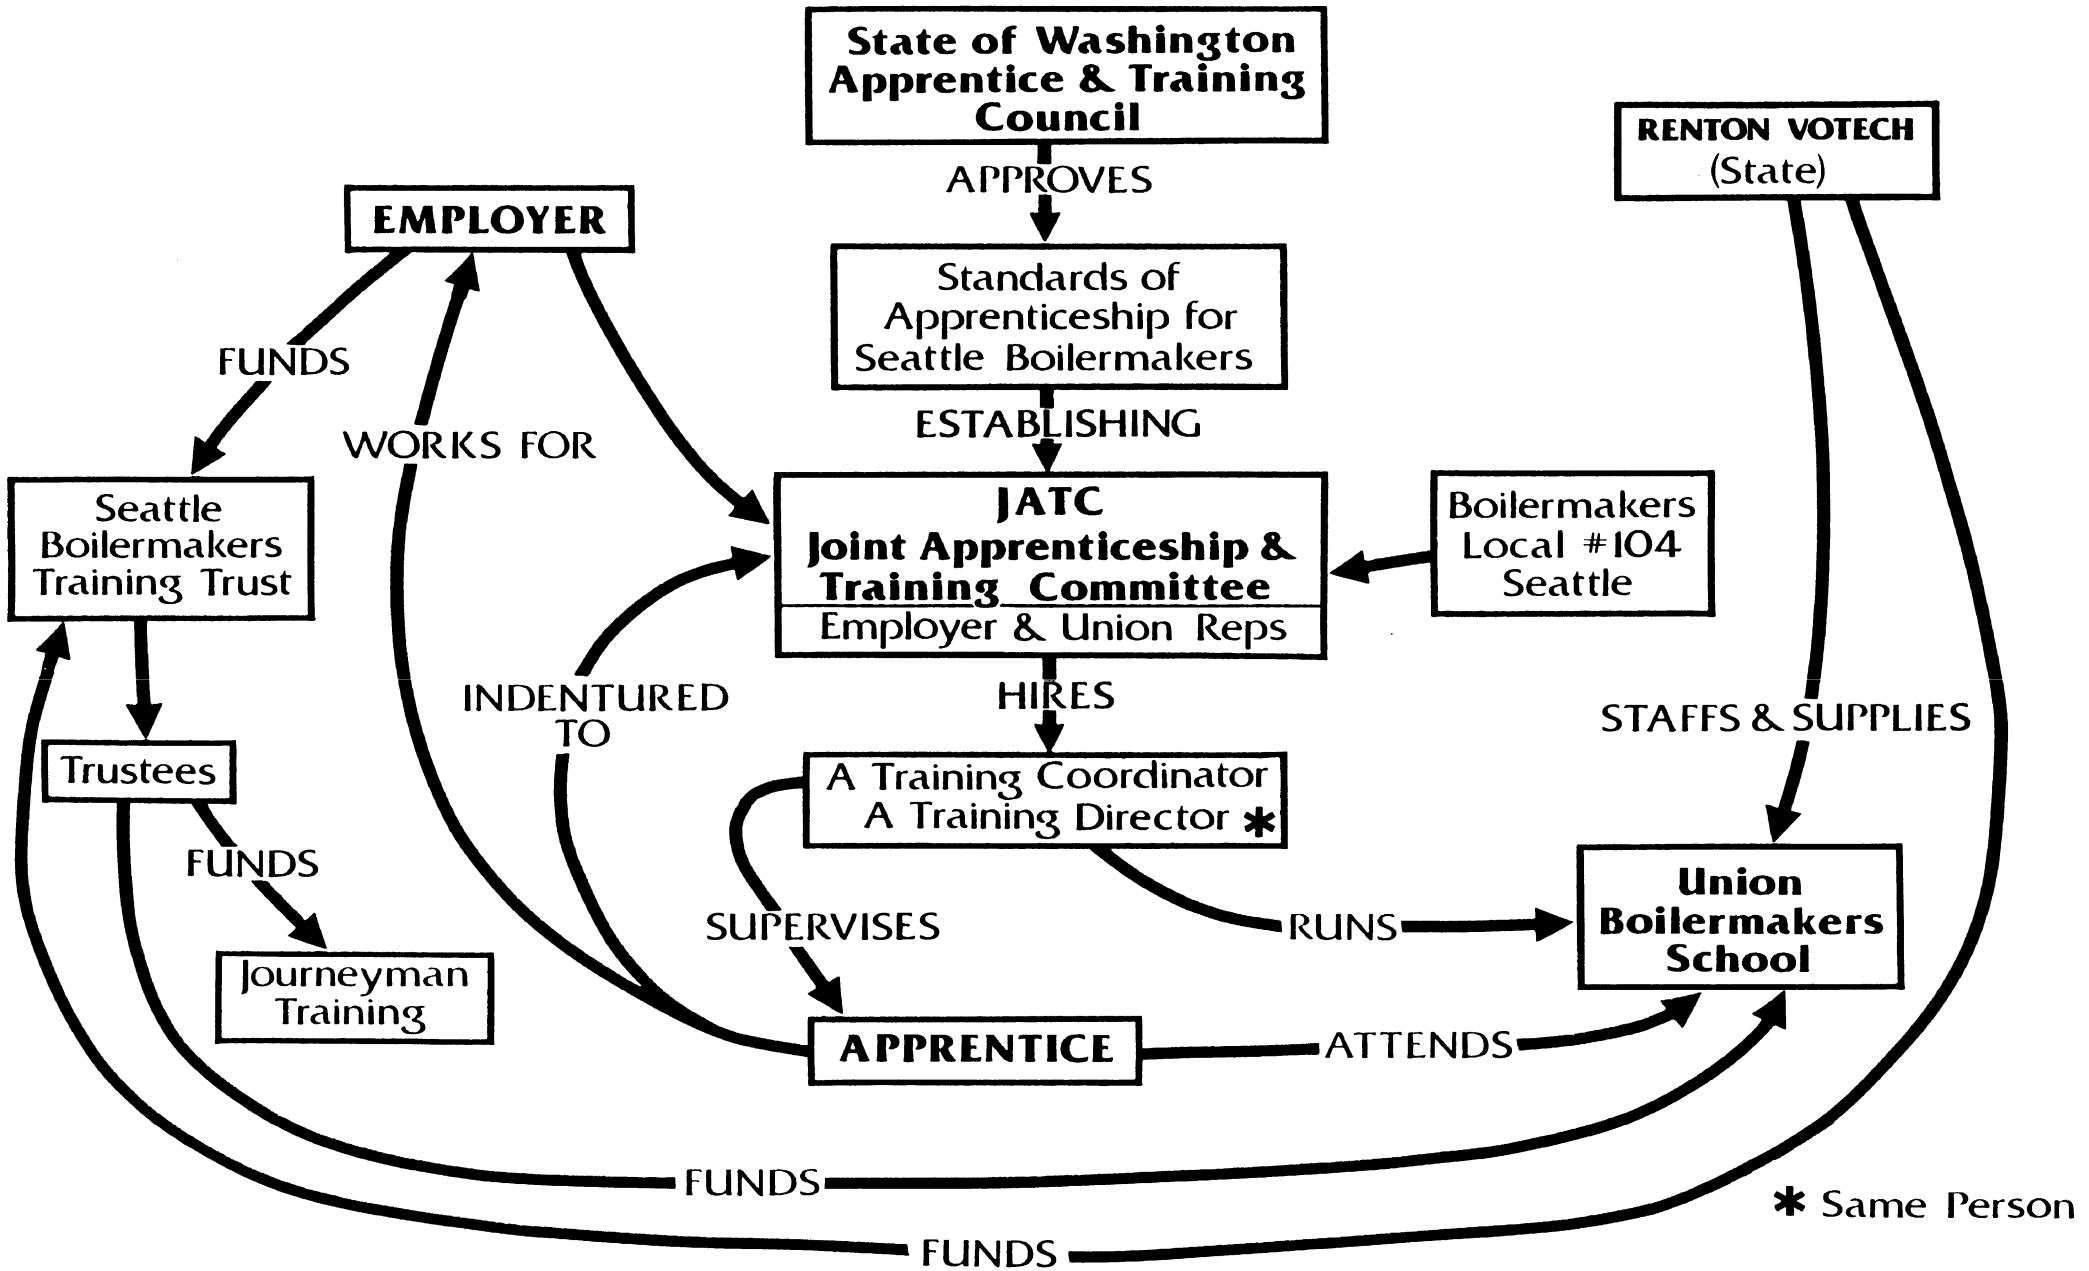 State of Washington
Apprentice & Training
Council
RENTON VOTECH
(State)
APPROVES
EMPLOYER
Standards of
Apprenticeship for
Seattle Boilermakers
FUNDS
ESTABLISHING
WORKS FOR
Seattle
Boilermakers
Training Trust
JATC
Joint Apprenticeship &
Training Committee
Employer & Union Reps
Boilermakers
Local #104
Seattle
INDENTURED
TO
HIRES
STAFFS & SUPPLIES
Trustees
A Training Coordinator
A Training Director *
FUNDS
SUPERVISES
RUNS
Union
Boilermakers
School
Journeyman
Training
APPRENTICE
ATTENDS
FUNDS
* Same Person
FUNDS